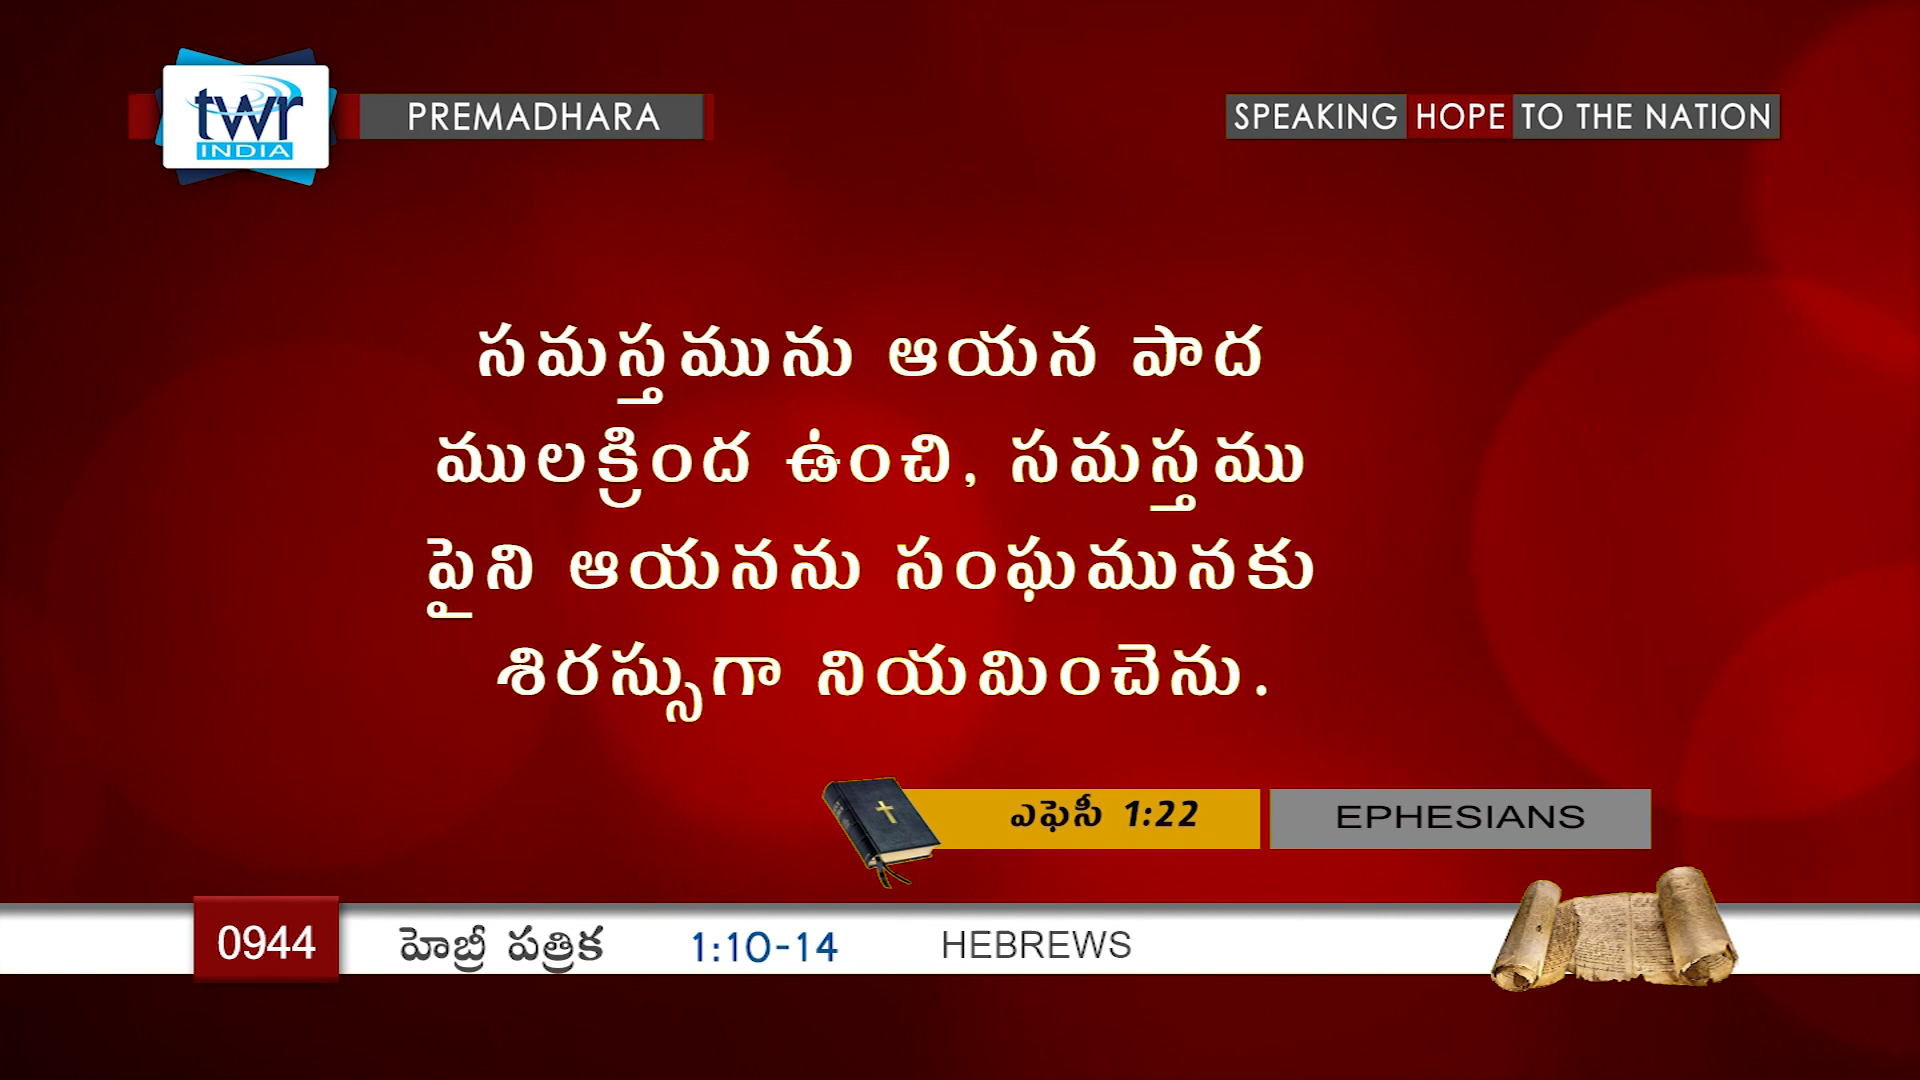 twr
INDIA
PREMADHARA
SPEAKING HOPE TO THE NATION
సమస్తమును ఆయన పాద
ములక్రింద ఉంచి, సమస్తము
పైని ఆయనను సంఘమునకు
శిరస్సుగా నియమించెను.
ఎఫెసీ 1:22
EPHESIANS
0944
హెబ్రీ పత్రిక
1:10-14
HEBREWS